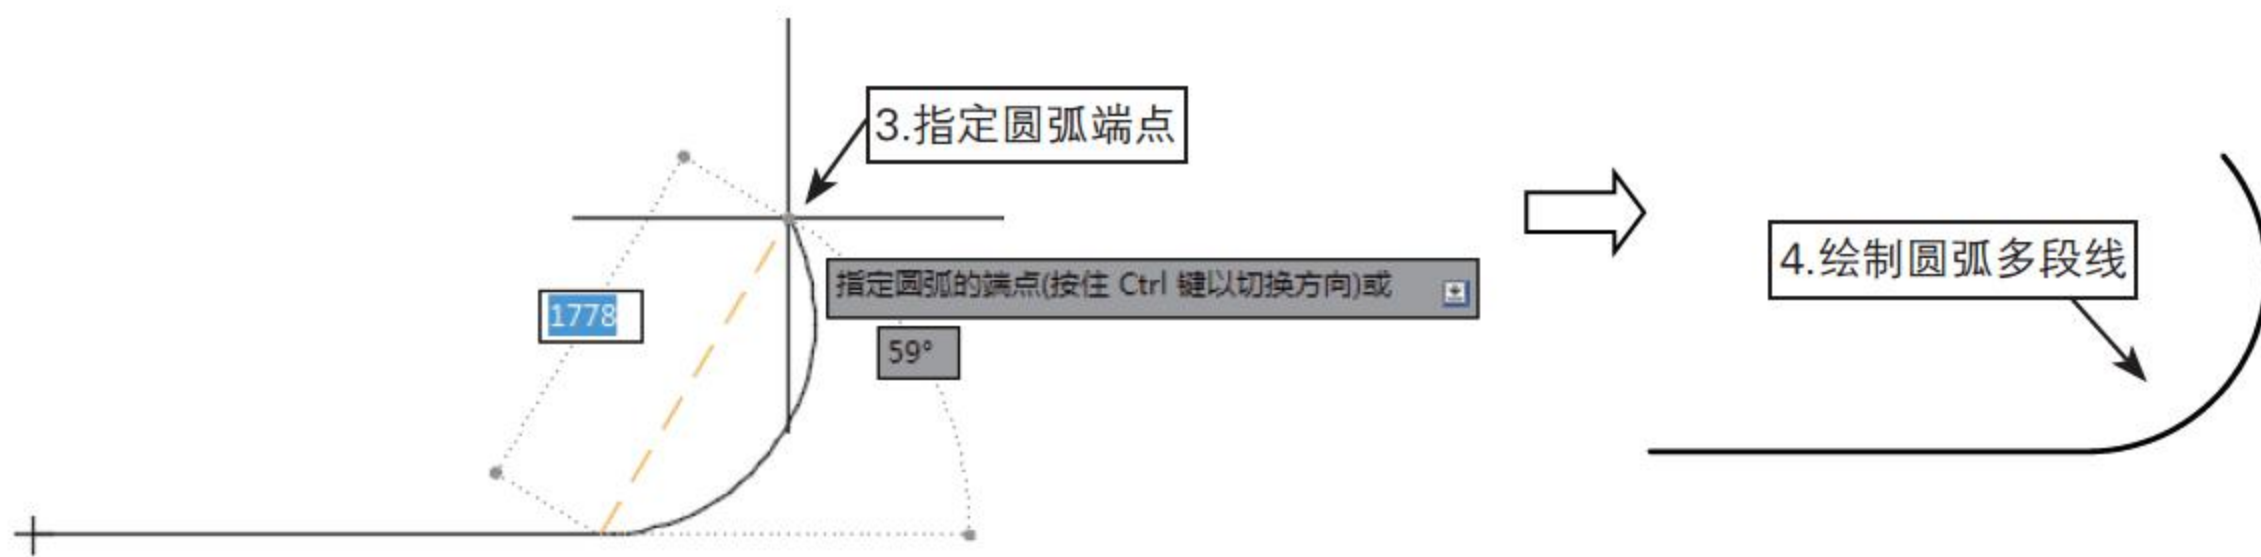 3.指定圆弧端点
指定圆弧的端点(按住 Ctrl 键以切换方向)或
1778
59°
4.绘制圆弧多段线